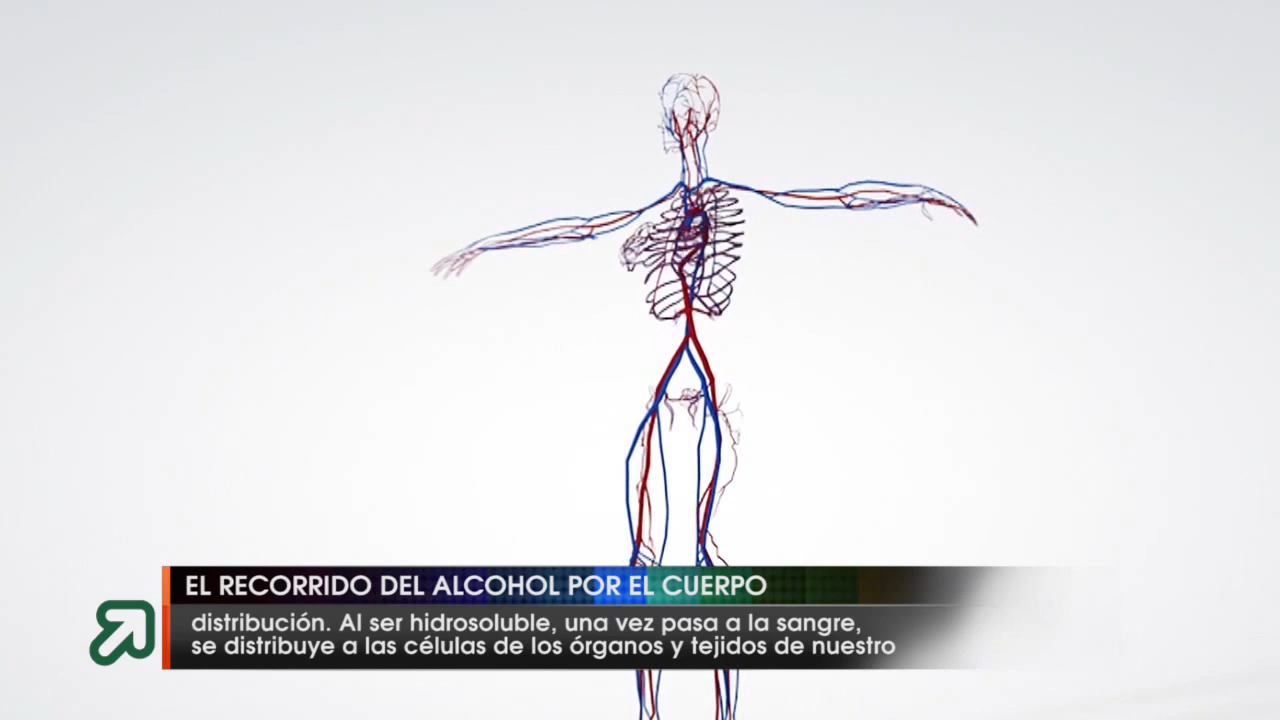 EL RECORRIDO DEL ALCOHOL POR EL CUERPO
distribución. Al ser hidrosoluble, una vez pasa a la sangre,
se distribuye a las células de los órganos y tejidos de nuestro